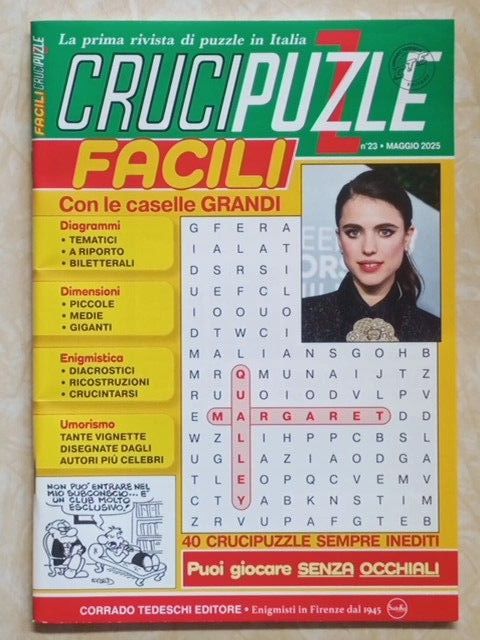 FACILI CRUCIPUZZLE
La prima rivista di puzzle in Italia
CRUCIPUZZLE
n°23 • MAGGIO 2025
FACILI
Con le caselle GRANDI
Diagrammi
• TEMATICI
• A RIPORTO
• BILETTERALI
Dimensioni
• PICCOLE
• MEDIE
• GIGANTI
Enigmistica
• DIACROSTICI
• RICOSTRUZIONI
• CRUCINTARSI
Umorismo
TANTE VIGNETTE
DISEGNATE DAGLI
AUTORI PIÙ CELEBRI
NON PUO' ENTRARE NEL
MIO SUBCONSCIO... E'
UN CLUB MOLTO
ESCLUSIVO!
G F E R A
I A L A T
D S R S I
U E F C L
I O O U O
D T W C I
M A L I A N S G O H B
M R Q M U N A I J T Z
R U U O I O D V L P V
E M A R G A R E T D D
W Z L I H P P C B S L
U G L A Z I A O D G A
T L E O P Q C V E M V
C T Y A B K N S T I M
Z R V U P A F G T E B
40 CRUCIPUZZLE SEMPRE INEDITI
Puoi giocare SENZA OCCHIALI
CORRADO TEDESCHI EDITORE • Enigmisti in Firenze dal 1945